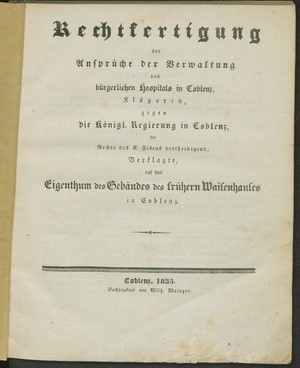 Rechtfertigung
der
Ansprüche der Verwaltung
des
bürgerlichen Hospitals in Coblenz,
Klägerin,
gegen
die Königl. Regierung in Coblenz,
die
Rechte des K. Fiscus vertheidigend,
Verklagte,
auf das
Eigenthum des Gebäudes des frühern Waisenhauses
in Coblenz.
Coblenz, 1835.
Buchdruckerei von Wilh. Mainzer.